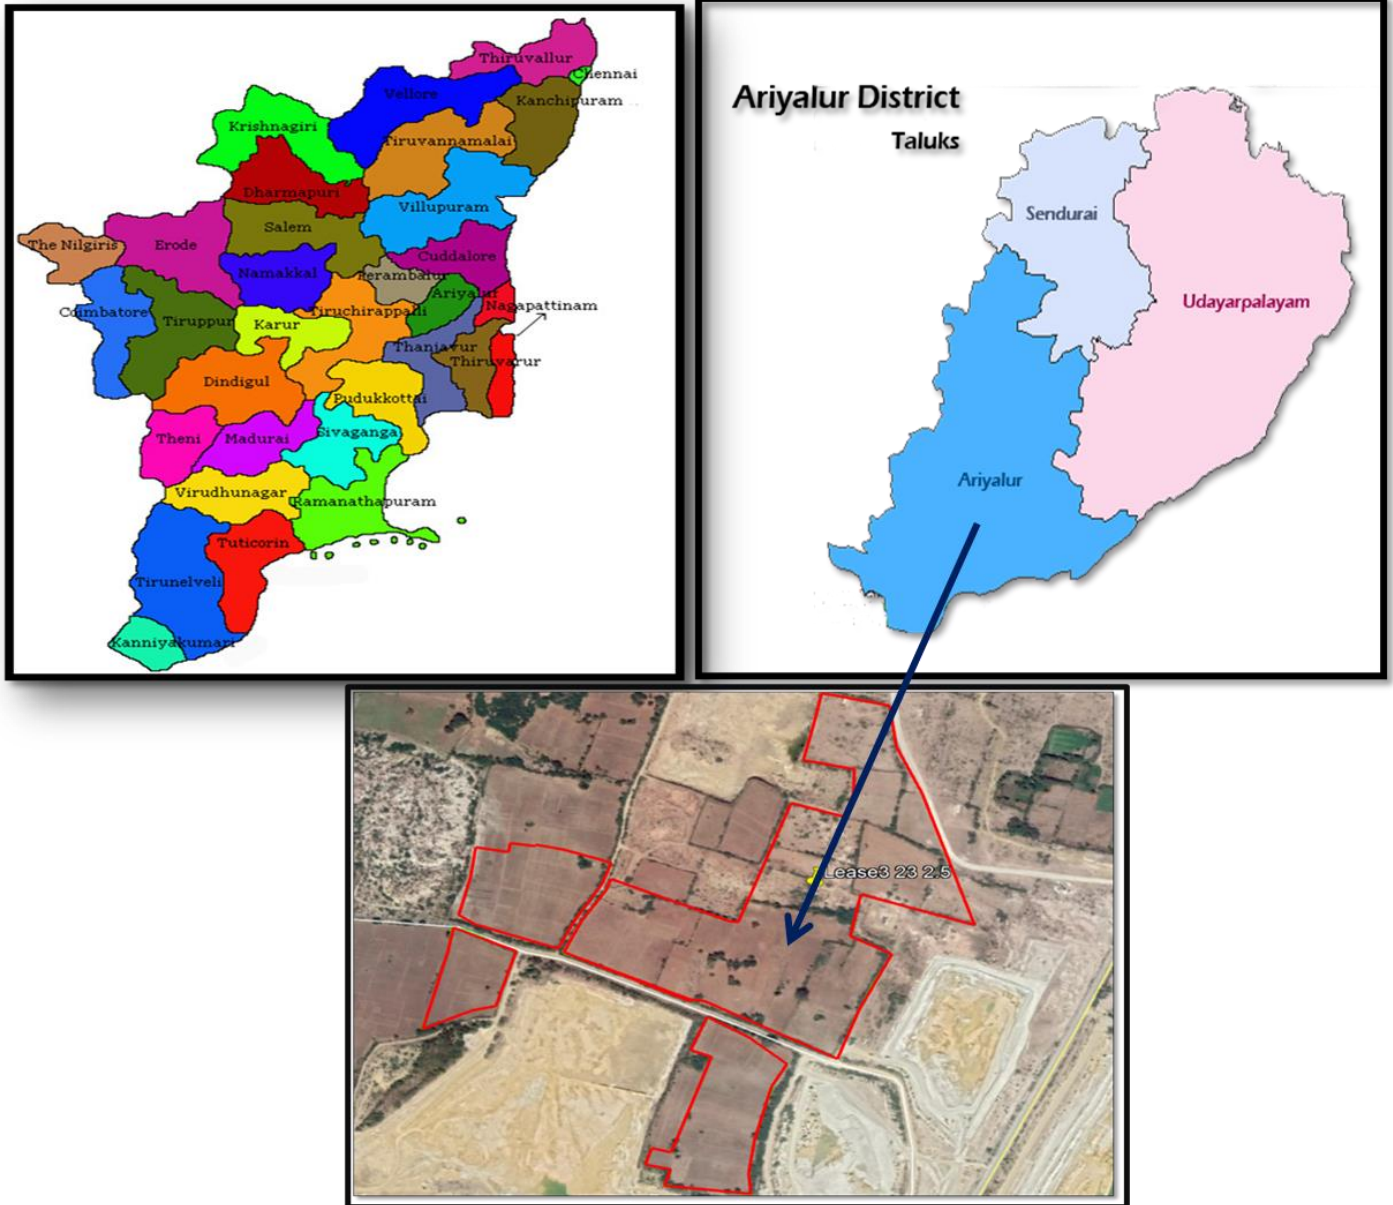 Thiruvallur
Chennai
Vellore
Kanchipuram
Krishnagiri
Tiruvannamalai
Dharmapuri
Villupuram
Salem
The Nilgiris
Erode
Cuddalore
Namakkal
Perambalur
Ariyalur
Nagapattinam
Coimbatore
Tiruppur
Karur
Tiruchirappalli
Thanjavur
Thiruvarur
Dindigul
Pudukkottai
Theni
Madurai
Sivaganga
Virudhunagar
Ramanathapuram
Tuticorin
Tirunelveli
Kanniyakumari
Ariyalur District
Taluks
Sendurai
Udayarpalayam
Ariyalur
Lease3 23 2.5